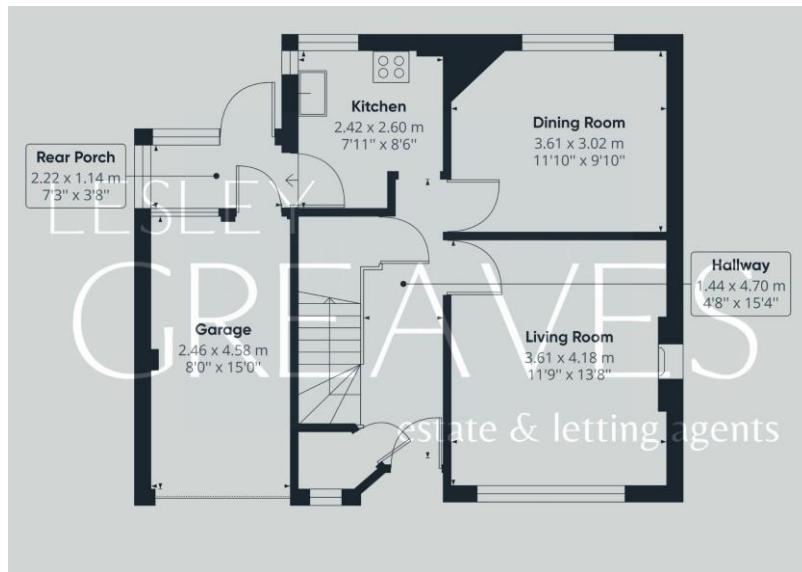 Kitchen
2.42 x 2.60 m
7'11" x 8'6"
Dining Room
3.61 x 3.02 m
11'10" x 9'10"
Rear Porch
2.22 x 1.14 m
7'3" x 3'8"
LESLEY
GREAVES
estate & letting agents
Hallway
1.44 x 4.70 m
4'8" x 15'4"
Garage
2.46 x 4.58 m
8'0" x 15'0"
Living Room
3.61 x 4.18 m
11'9" x 13'8"